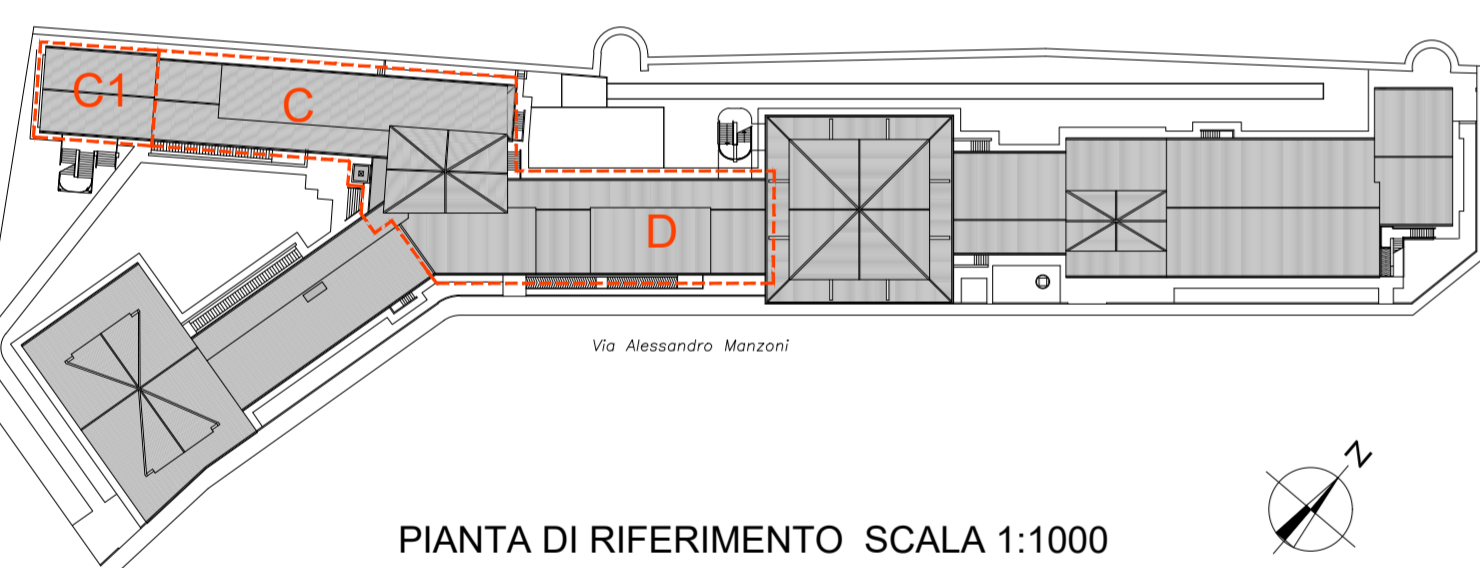 C1
C
D
Via Alessandro Manzoni
N
PIANTA DI RIFERIMENTO SCALA 1:1000